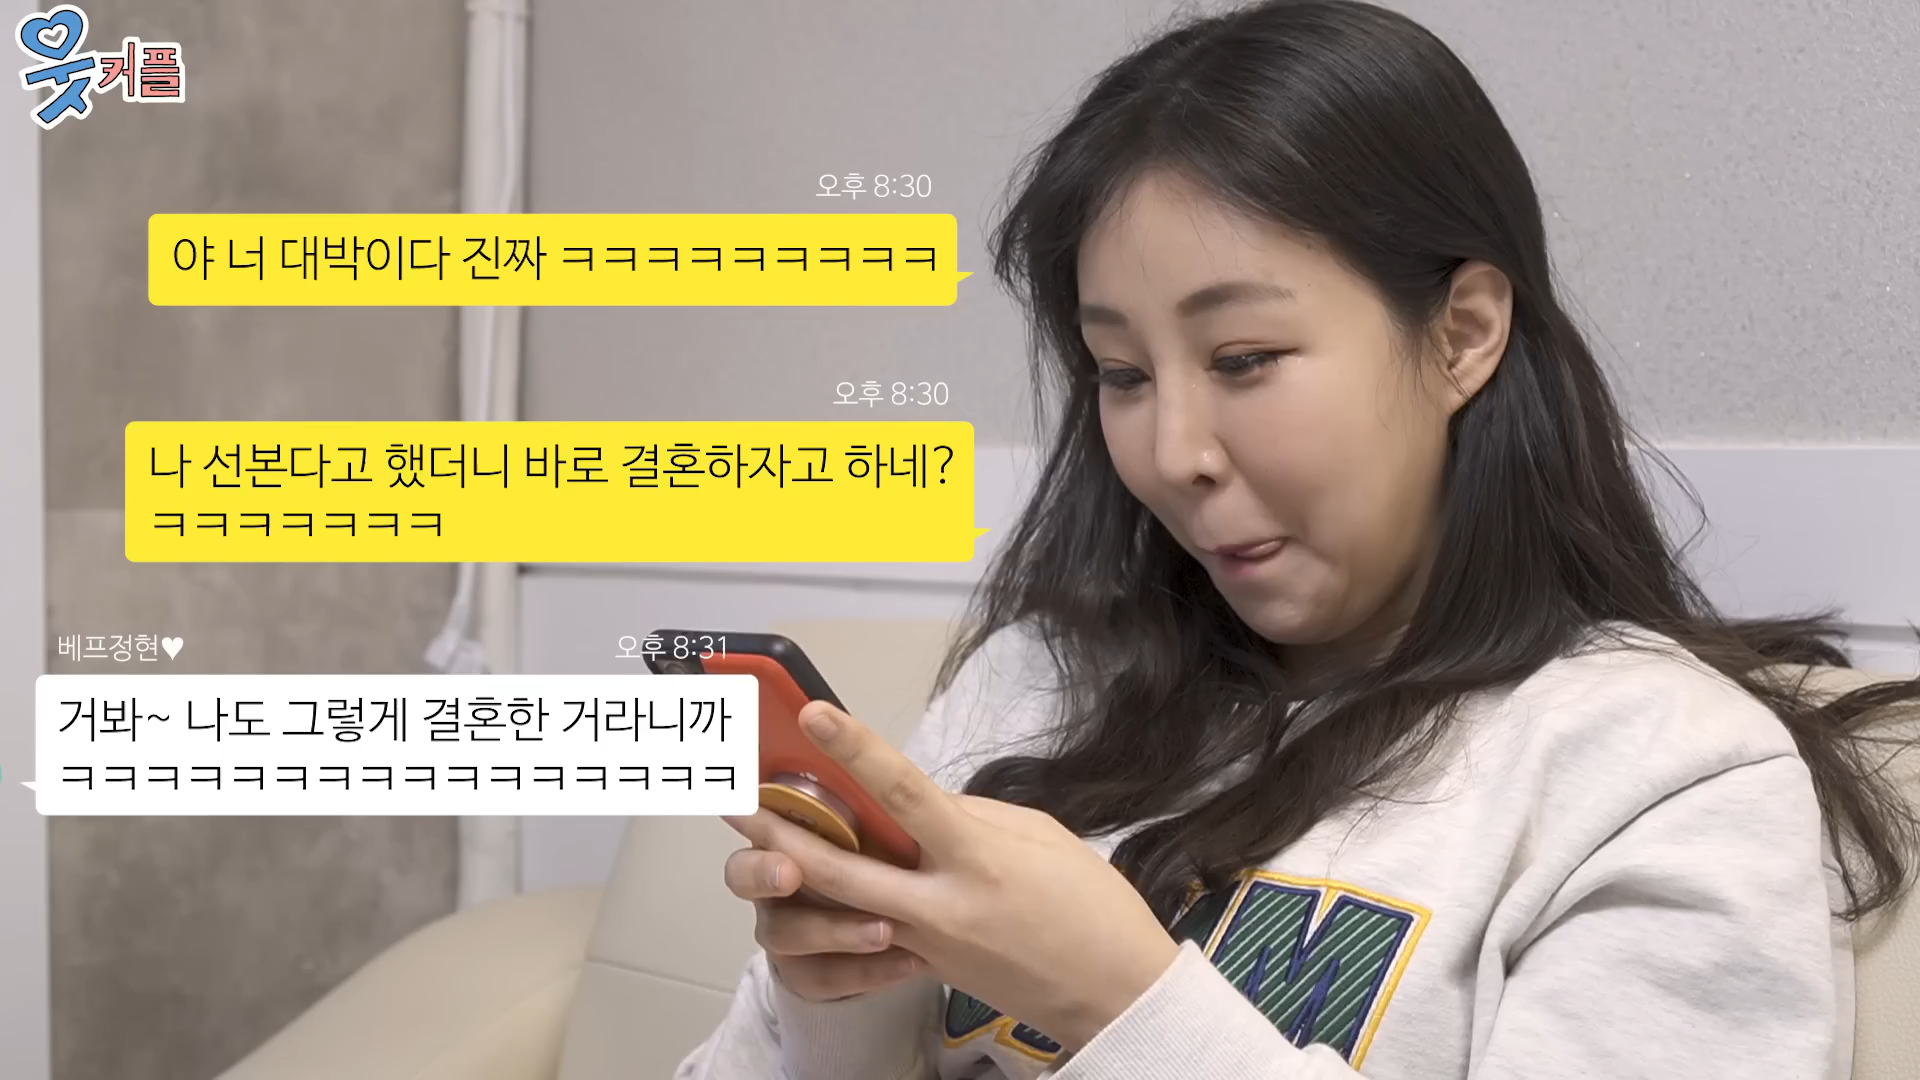 웃커플
오후 8:30
야 너 대박이다 진짜 ㅋㅋㅋㅋㅋㅋㅋㅋㅋ
오후 8:30
나 선본다고 했더니 바로 결혼하자고 하네?
ㅋㅋㅋㅋㅋㅋㅋ
베프정현♥ 오후 8:31
거봐~ 나도 그렇게 결혼한 거라니까
ㅋㅋㅋㅋㅋㅋㅋㅋㅋㅋㅋㅋㅋㅋㅋㅋ
M